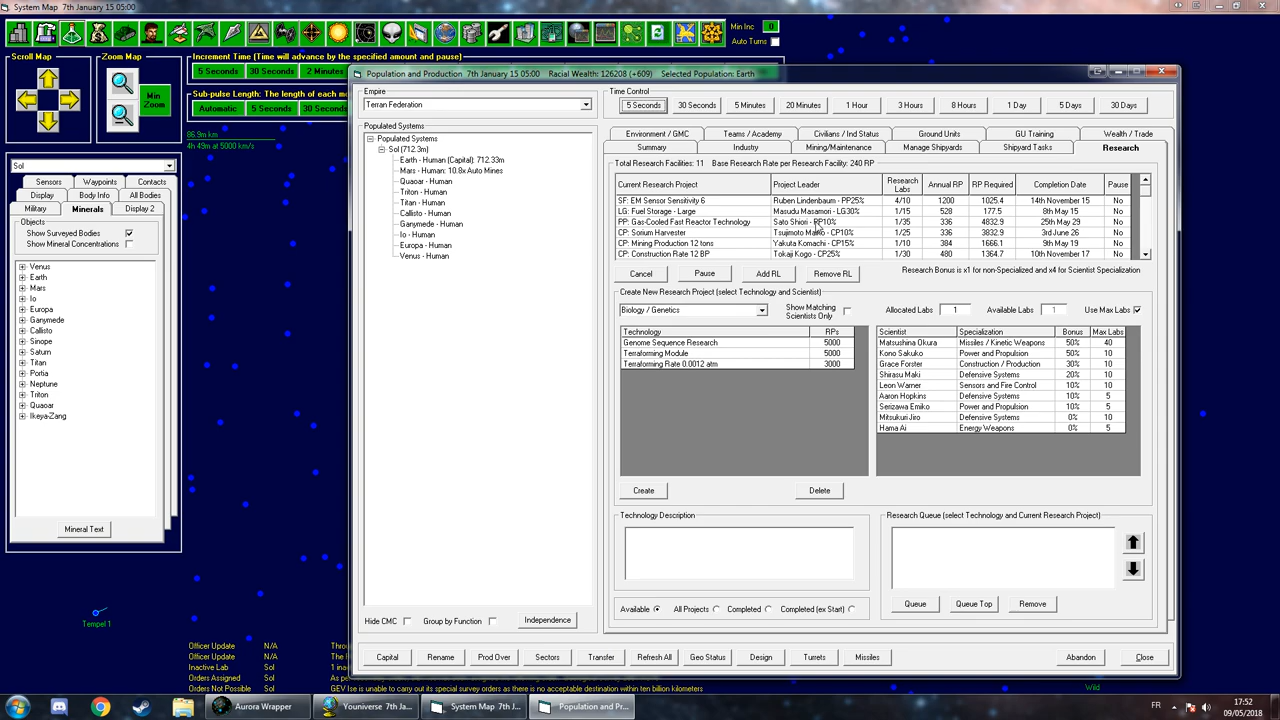 System Map 7th January 15 05:00
Min Inc 0
Auto Turns
Scroll Map
Zoom Map
Min Zoom
Increment Time (Time will advance by the specified amount and pause)
5 Seconds 30 Seconds 2 Minutes
Sub-pulse Length: The length of each m
Automatic 5 Seconds 30 Seconds
86.9m km
4h 49m at 5000 km/s
Sol
Sensors Waypoints Contacts
Display Body Info All Bodies
Military Minerals Display 2
Objects
Show Surveyed Bodies
Show Mineral Concentrations
Venus
Earth
Mars
Io
Europa
Ganymede
Callisto
Sinope
Saturn
Titan
Portia
Neptune
Triton
Quaoar
Ikeya-Zang
Mineral Text
Tempel 1
Population and Production 7th January 15 05:00 Racial Wealth: 126208 (+609) Selected Population: Earth
Empire
Terran Federation
Populated Systems
Populated Systems
Sol (712.3m)
Earth - Human (Capital): 712.33m
Mars - Human: 10.8x Auto Mines
Quaoar - Human
Triton - Human
Titan - Human
Callisto - Human
Ganymede - Human
Io - Human
Europa - Human
Venus - Human
Hide CMC Group by Function Independence
Time Control
5 Seconds 30 Seconds 5 Minutes 20 Minutes 1 Hour 3 Hours 8 Hours 1 Day 5 Days 30 Days
Environment / GMC Teams / Academy Civilians / Ind Status Ground Units GU Training Wealth / Trade
Summary Industry Mining/Maintenance Manage Shipyards Shipyard Tasks Research
Total Research Facilities: 11 Base Research Rate per Research Facility: 240 RP
Current Research Project Project Leader Research Labs Annual RP RP Required Completion Date Pause
SF: EM Sensor Sensitivity 6 Ruben Lindenbaum - PP25% 4/10 1200 1025.4 14th November 15 No
LG: Fuel Storage - Large Masudu Masamori - LG30% 1/15 528 177.5 8th May 15 No
PP: Gas-Cooled Fast Reactor Technology Sato Shiori - PP10% 1/35 336 4832.9 25th May 29 No
CP: Sorium Harvester Tsujimoto Maiko - CP10% 1/25 336 3832.9 3rd June 26 No
CP: Mining Production 12 tons Yakuta Komachi - CP15% 1/10 384 1666.1 9th May 19 No
CP: Construction Rate 12 BP Tokaji Kogo - CP25% 1/30 480 1364.7 10th November 17 No
Cancel Pause Add RL Remove RL Research Bonus is x1 for non-Specialized and x4 for Scientist Specialization
Create New Research Project (select Technology and Scientist)
Biology / Genetics Show Matching Scientists Only Allocated Labs 1 Available Labs 1 Use Max Labs
Technology RPs
Genome Sequence Research 5000
Terraforming Module 5000
Terraforming Rate 0.0012 atm 3000
Scientist Specialization Bonus Max Labs
Matsushina Okura Missiles / Kinetic Weapons 50% 40
Kono Sakuko Power and Propulsion 50% 10
Grace Forster Construction / Production 30% 10
Shirasu Maki Defensive Systems 20% 10
Leon Warner Sensors and Fire Control 10% 10
Aaron Hopkins Defensive Systems 10% 5
Serizawa Emiko Power and Propulsion 10% 5
Mitsukuri Jiro Defensive Systems 0% 10
Hama Ai Energy Weapons 0% 5
Create Delete
Technology Description
Research Queue (select Technology and Current Research Project)
Available All Projects Completed Completed (ex Start)
Queue Queue Top Remove
Capital Rename Prod Over Sectors Transfer Refresh All Geo Status Design Turrets Missiles Abandon Close
Officer Update N/A Thro
Officer Update N/A The
Inactive Lab Sol 1 ina
Orders Assigned Sol As pe
Orders Not Possible Sol GEV Ise is unable to carry out its special survey orders as there is no acceptable destination within ten billion kilometers
Wild
Aurora Wrapper Youniverse 7th Ja... System Map 7th J... Population and Pr... FR 17:52
09/05/2018